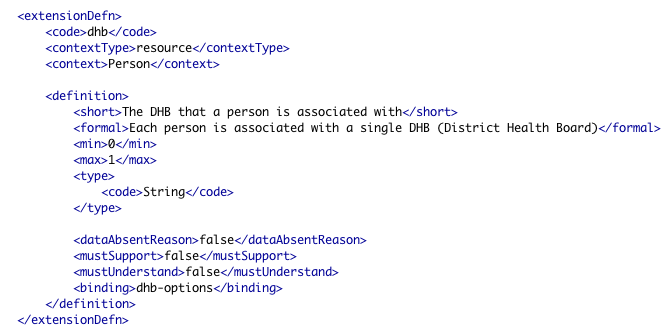 <extensionDefn>
<code>dhb</code>
<contextType>resource</contextType>
<context>Person</context>
<definition>
<short>The DHB that a person is associated with</short>
<formal>Each person is associated with a single DHB (District Health Board)</formal>
<min>0</min>
<max>1</max>
<type>
<code>String</code>
</type>
<dataAbsentReason>false</dataAbsentReason>
<mustSupport>false</mustSupport>
<mustUnderstand>false</mustUnderstand>
<binding>dhb-options</binding>
</definition>
</extensionDefn>